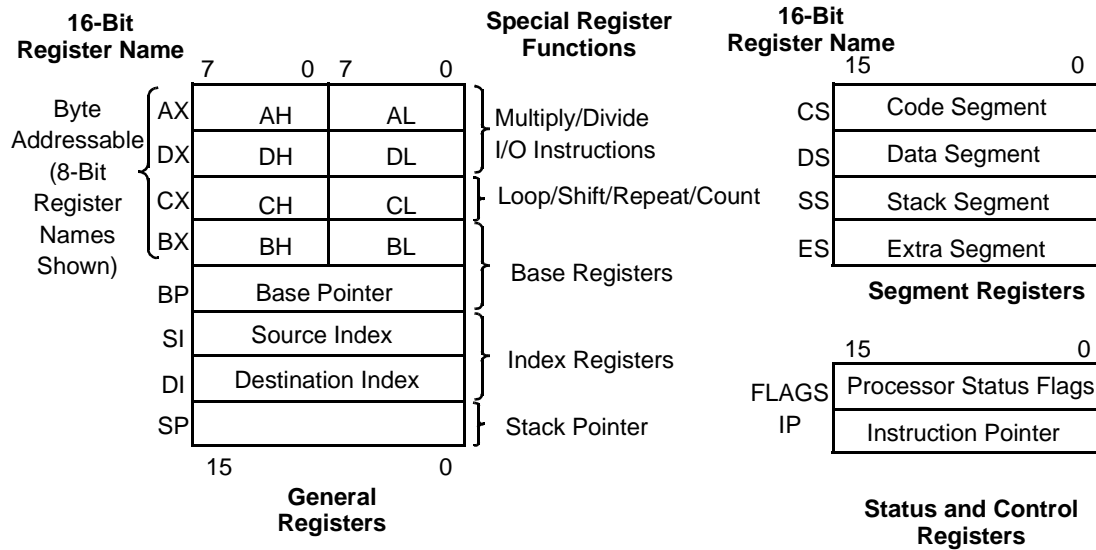 16-Bit
Register Name
Special Register
Functions
7 0 7 0
Byte
Addressable
(8-Bit
Register
Names
Shown)
AX AH AL
DX DH DL
Multiply/Divide
I/O Instructions
CX CH CL
Loop/Shift/Repeat/Count
BX BH BL
BP Base Pointer
Base Registers
SI Source Index
DI Destination Index
Index Registers
SP
Stack Pointer
15 0
General
Registers
16-Bit
Register Name
15 0
CS Code Segment
DS Data Segment
SS Stack Segment
ES Extra Segment
Segment Registers
15 0
FLAGS Processor Status Flags
IP Instruction Pointer
Status and Control
Registers